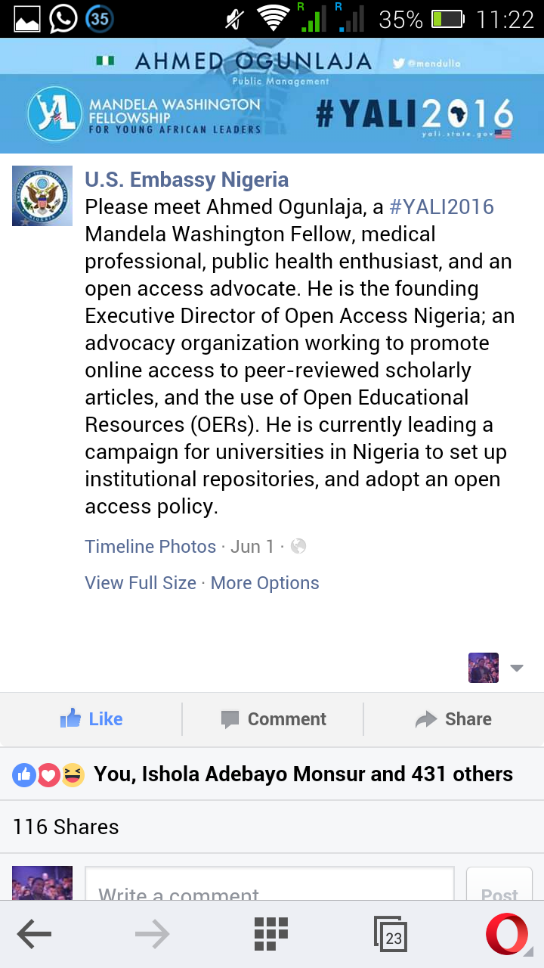 35
R
R
35%
11:22
AHMED OGUNLAJA
@mendulla
Public Management
MANDELA WASHINGTON
FELLOWSHIP
FOR YOUNG AFRICAN LEADERS
#YALI2016
yali.state.gov
U.S. Embassy Nigeria
Please meet Ahmed Ogunlaja, a #YALI2016
Mandela Washington Fellow, medical
professional, public health enthusiast, and an
open access advocate. He is the founding
Executive Director of Open Access Nigeria; an
advocacy organization working to promote
online access to peer-reviewed scholarly
articles, and the use of Open Educational
Resources (OERs). He is currently leading a
campaign for universities in Nigeria to set up
institutional repositories, and adopt an open
access policy.
Timeline Photos · Jun 1 ·
View Full Size · More Options
Like
Comment
Share
You, Ishola Adebayo Monsur and 431 others
116 Shares
Write a comment
Post
23